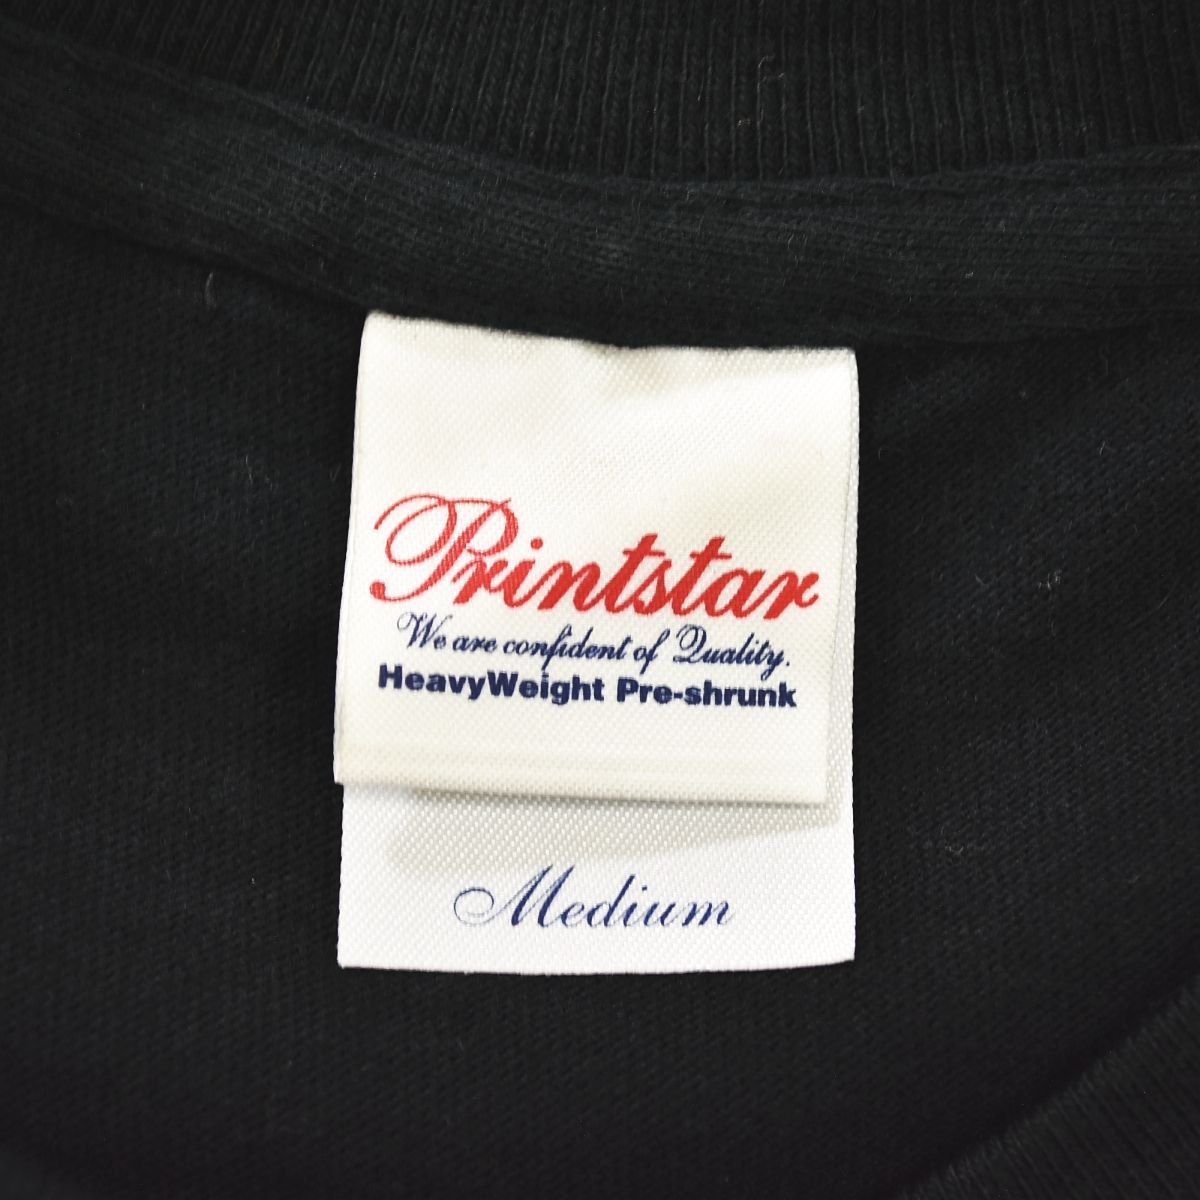 Printstar
We are confident of Quality.
HeavyWeight Pre-shrunk
Medium